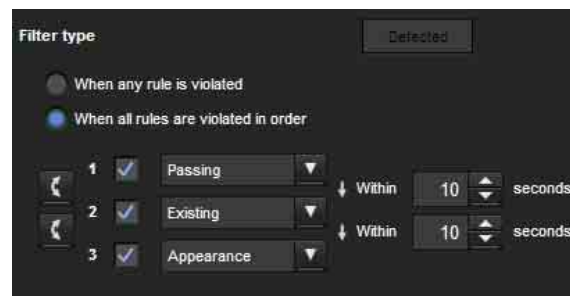 Filter type
Detected
When any rule is violated
When all rules are violated in order
1 Passing
Within 10 seconds
2 Existing
Within 10 seconds
3 Appearance